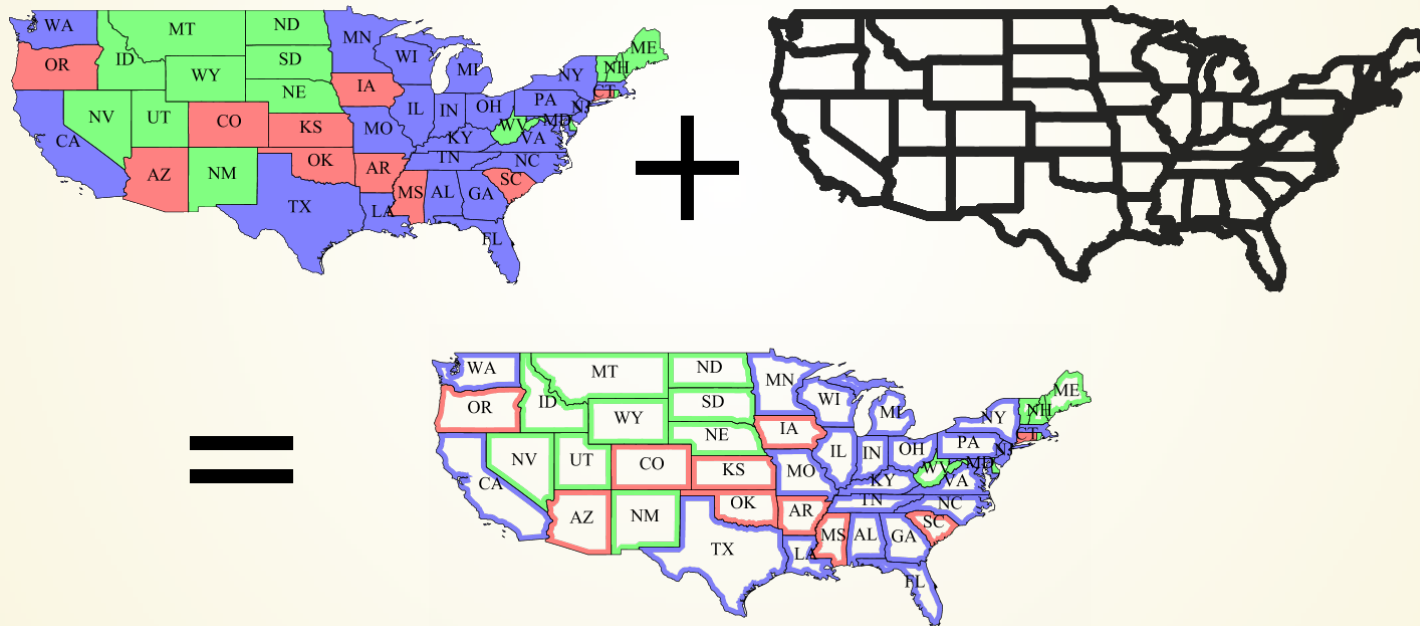 WA
MT
ND
MN
ME
OR
ID
SD
WI
MI
NH
NY
WY
NE
IA
CT
NV
UT
CO
KS
IL
IN
OH
PA
NJ
CA
MO
KY
WV
MD
VA
AZ
NM
OK
AR
TN
NC
TX
LA
MS
AL
GA
SC
FL
+
=
WA
MT
ND
MN
ME
OR
ID
SD
WI
MI
NH
NY
WY
NE
IA
CT
NV
UT
CO
KS
IL
IN
OH
PA
NJ
CA
MO
KY
WV
MD
VA
AZ
NM
OK
AR
TN
NC
TX
LA
MS
AL
GA
SC
FL